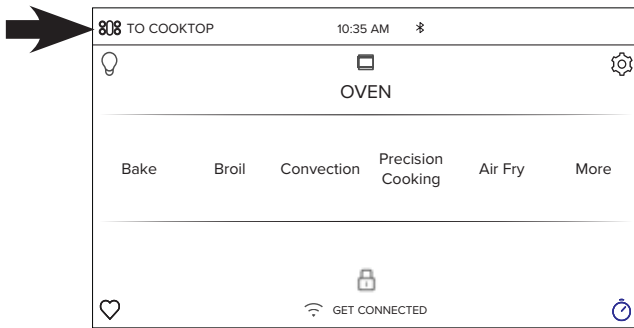 TO COOKTOP 10:35 AM
OVEN
Bake Broil Convection Precision Cooking Air Fry More
GET CONNECTED